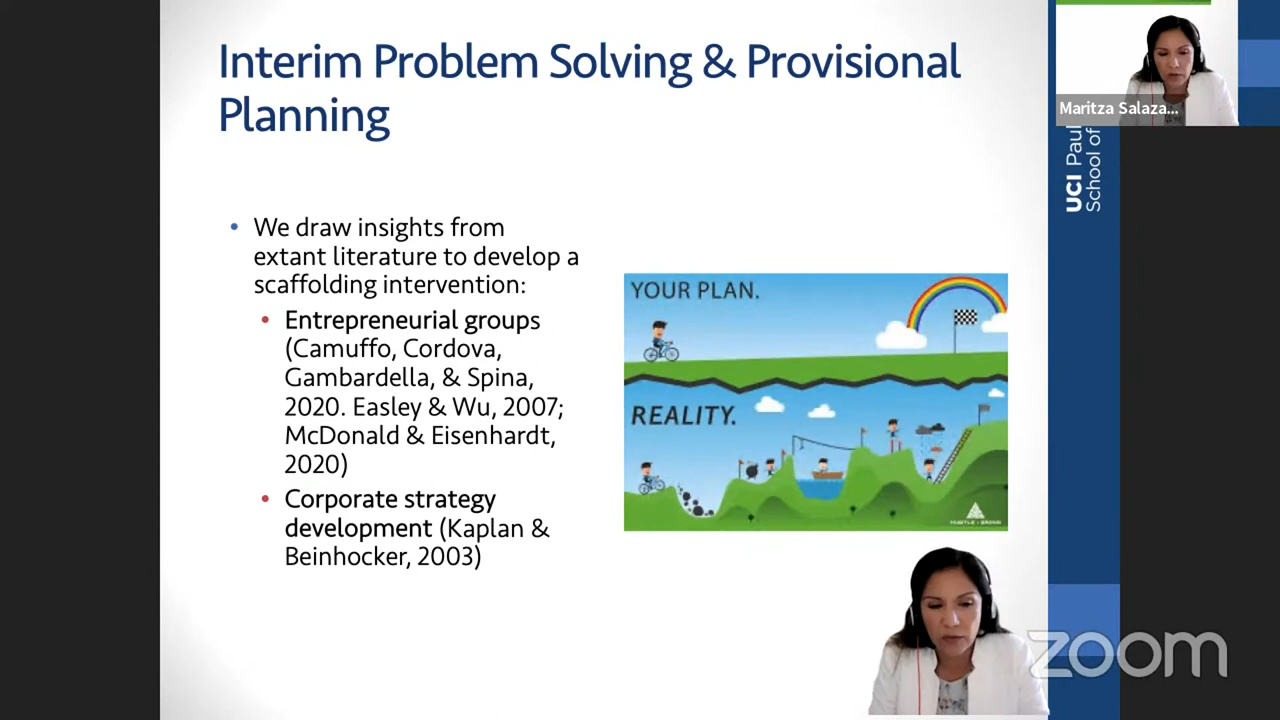 Interim Problem Solving & Provisional
Planning
• We draw insights from
extant literature to develop a
scaffolding intervention:
• Entrepreneurial groups
(Camuffo, Cordova,
Gambardella, & Spina,
2020. Easley & Wu, 2007;
McDonald & Eisenhardt,
2020)
• Corporate strategy
development (Kaplan &
Beinhocker, 2003)
YOUR PLAN.
REALITY.
Maritza Salaza...
UCI Paul
School of
zoom